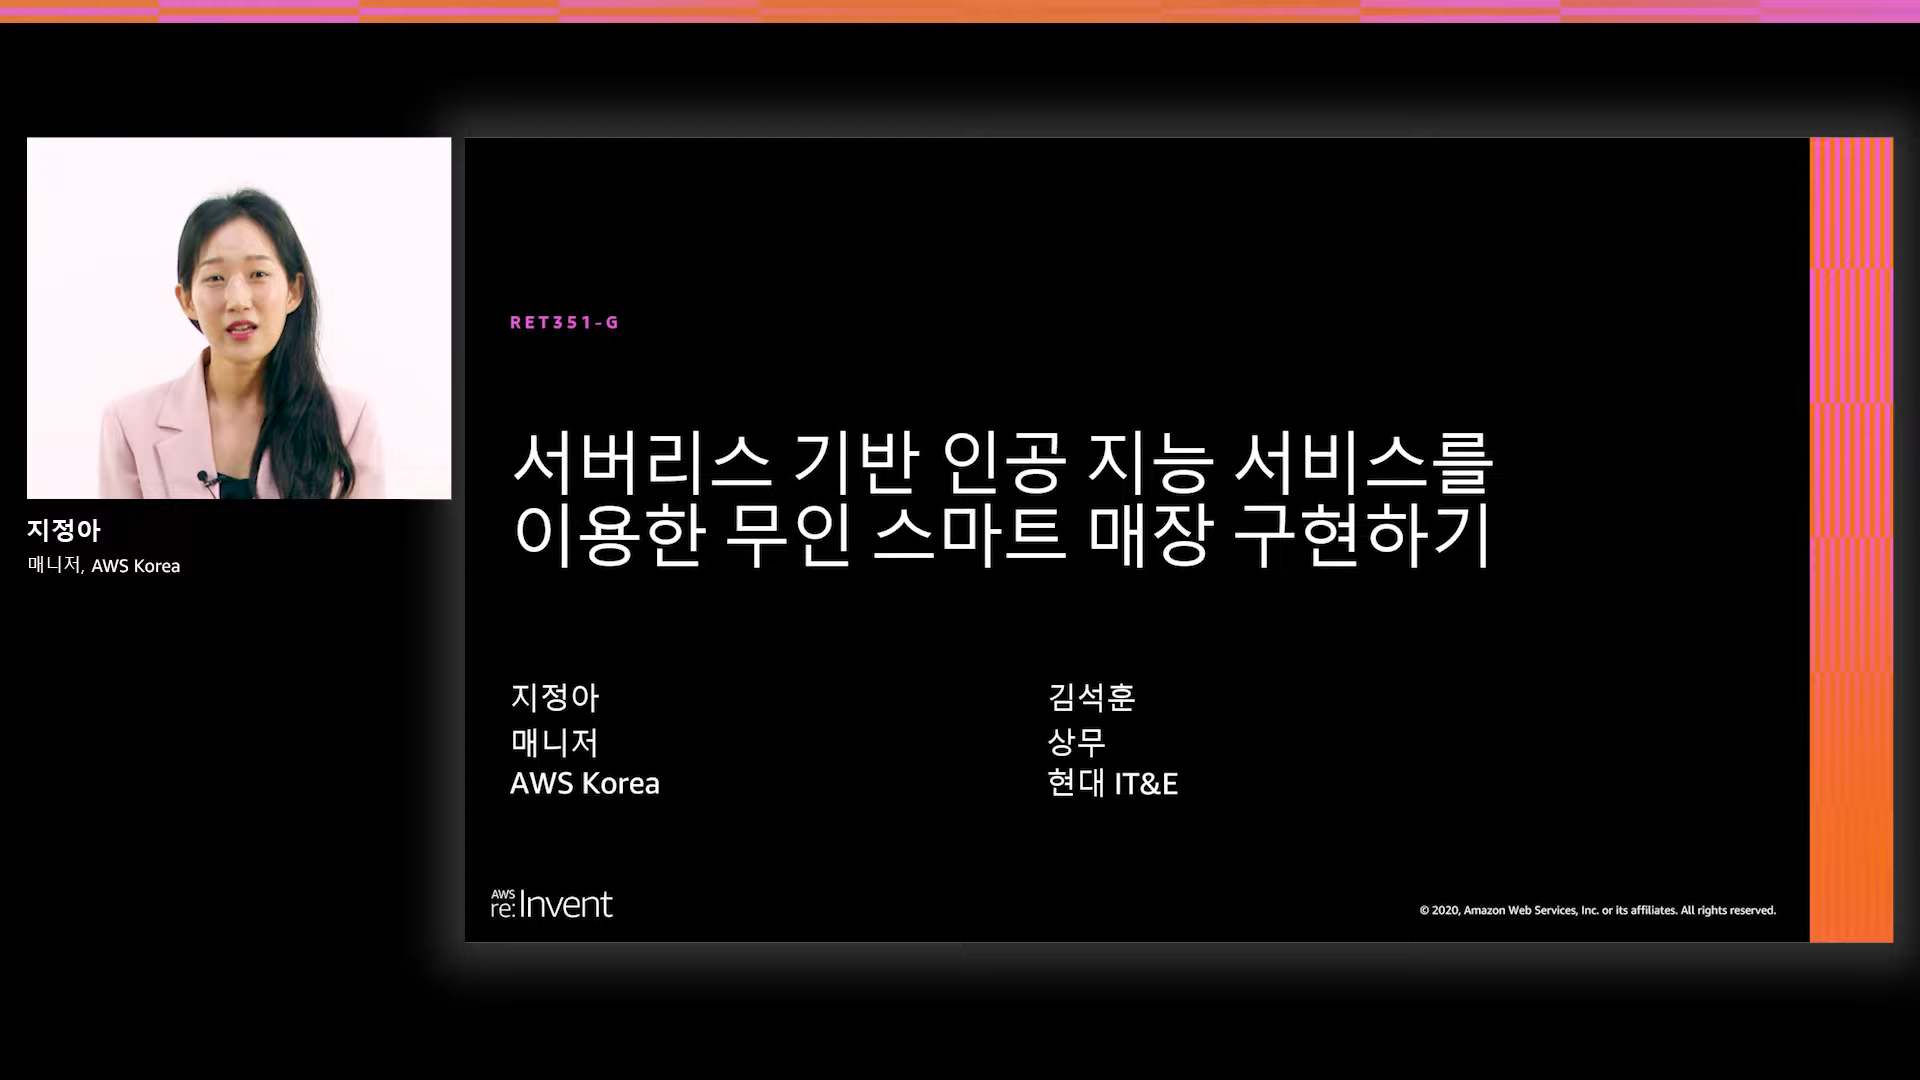 지정아
매니저, AWS Korea
RET351-G
서버리스 기반 인공 지능 서비스를
이용한 무인 스마트 매장 구현하기
지정아
매니저
AWS Korea
김석훈
상무
현대 IT&E
AWS
re:Invent
© 2020, Amazon Web Services, Inc. or its affiliates. All rights reserved.